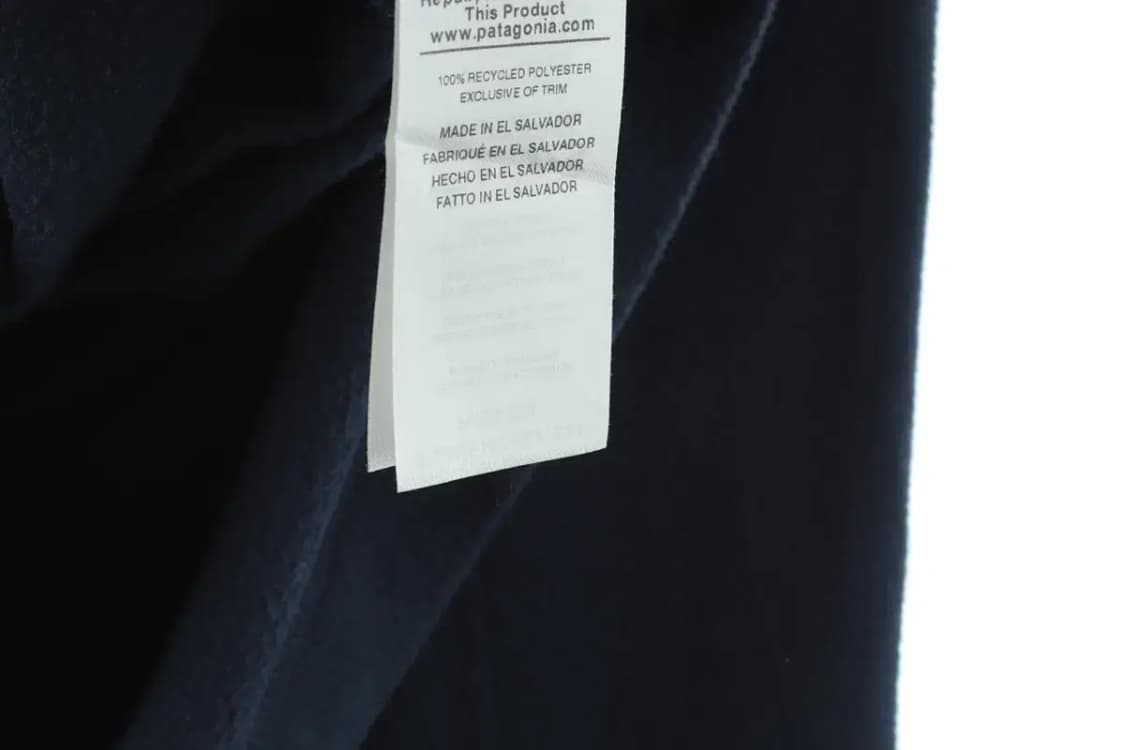 This Product
www.patagonia.com
100% RECYCLED POLYESTER
EXCLUSIVE OF TRIM
MADE IN EL SALVADOR
FABRIQUÉ EN EL SALVADOR
HECHO EN EL SALVADOR
FATTO IN EL SALVADOR